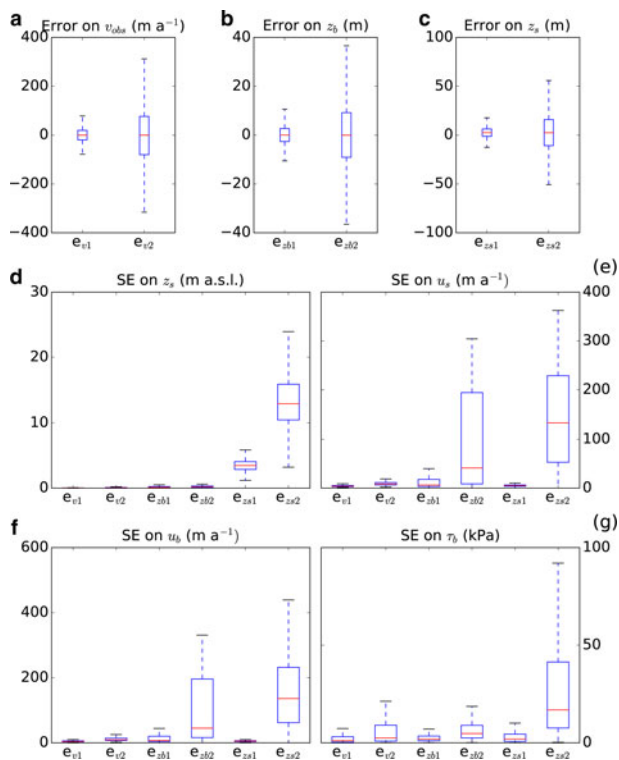 a Error on v_obs (m a⁻¹) b Error on z_b (m) c Error on z_s (m)
400 40 100
200 20 50
0 0 0
−200 −20 −50
−400 −40 −100
e_v1 e_v2 e_zb1 e_zb2 e_zs1 e_zs2
(e)
d SE on z_s (m a.s.l.) SE on u_s (m a⁻¹)
30 400
300
20
200
10
100
0 0
e_v1 e_v2 e_zb1 e_zb2 e_zs1 e_zs2 e_v1 e_v2 e_zb1 e_zb2 e_zs1 e_zs2
f SE on u_b (m a⁻¹) SE on τ_b (kPa) (g)
600 100
400
50
200
0 0
e_v1 e_v2 e_zb1 e_zb2 e_zs1 e_zs2 e_v1 e_v2 e_zb1 e_zb2 e_zs1 e_zs2